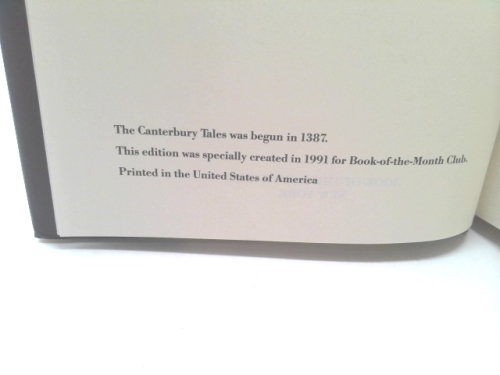 The Canterbury Tales was begun in 1387.
This edition was specially created in 1991 for Book-of-the-Month Club.
Printed in the United States of America